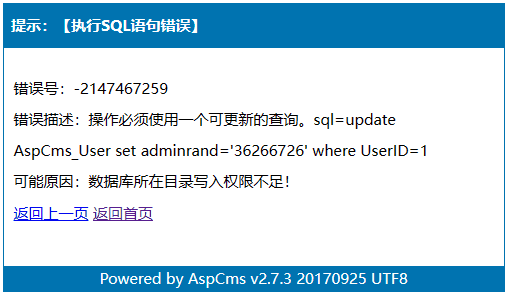 提示：【执行SQL语句错误】
错误号：-2147467259
错误描述：操作必须使用一个可更新的查询。sql=update
AspCms_User set adminrand='36266726' where UserID=1
可能原因：数据库所在目录写入权限不足！
返回上一页 返回首页
Powered by AspCms v2.7.3 20170925 UTF8